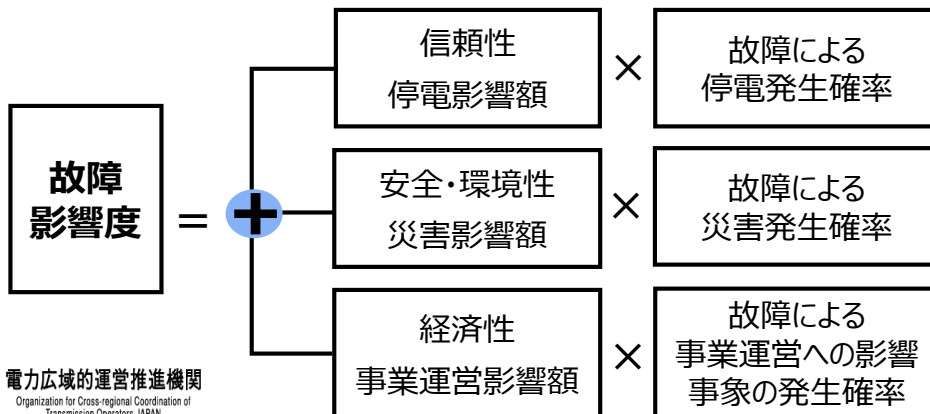 信頼性
停電影響額
×
故障による
停電発生確率
故障
影響度
=
+
安全・環境性
災害影響額
×
故障による
災害発生確率
経済性
事業運営影響額
×
故障による
事業運営への影響
事象の発生確率
電力広域的運営推進機関
Organization for Cross-regional Coordination of
Transmission Operators, JAPAN